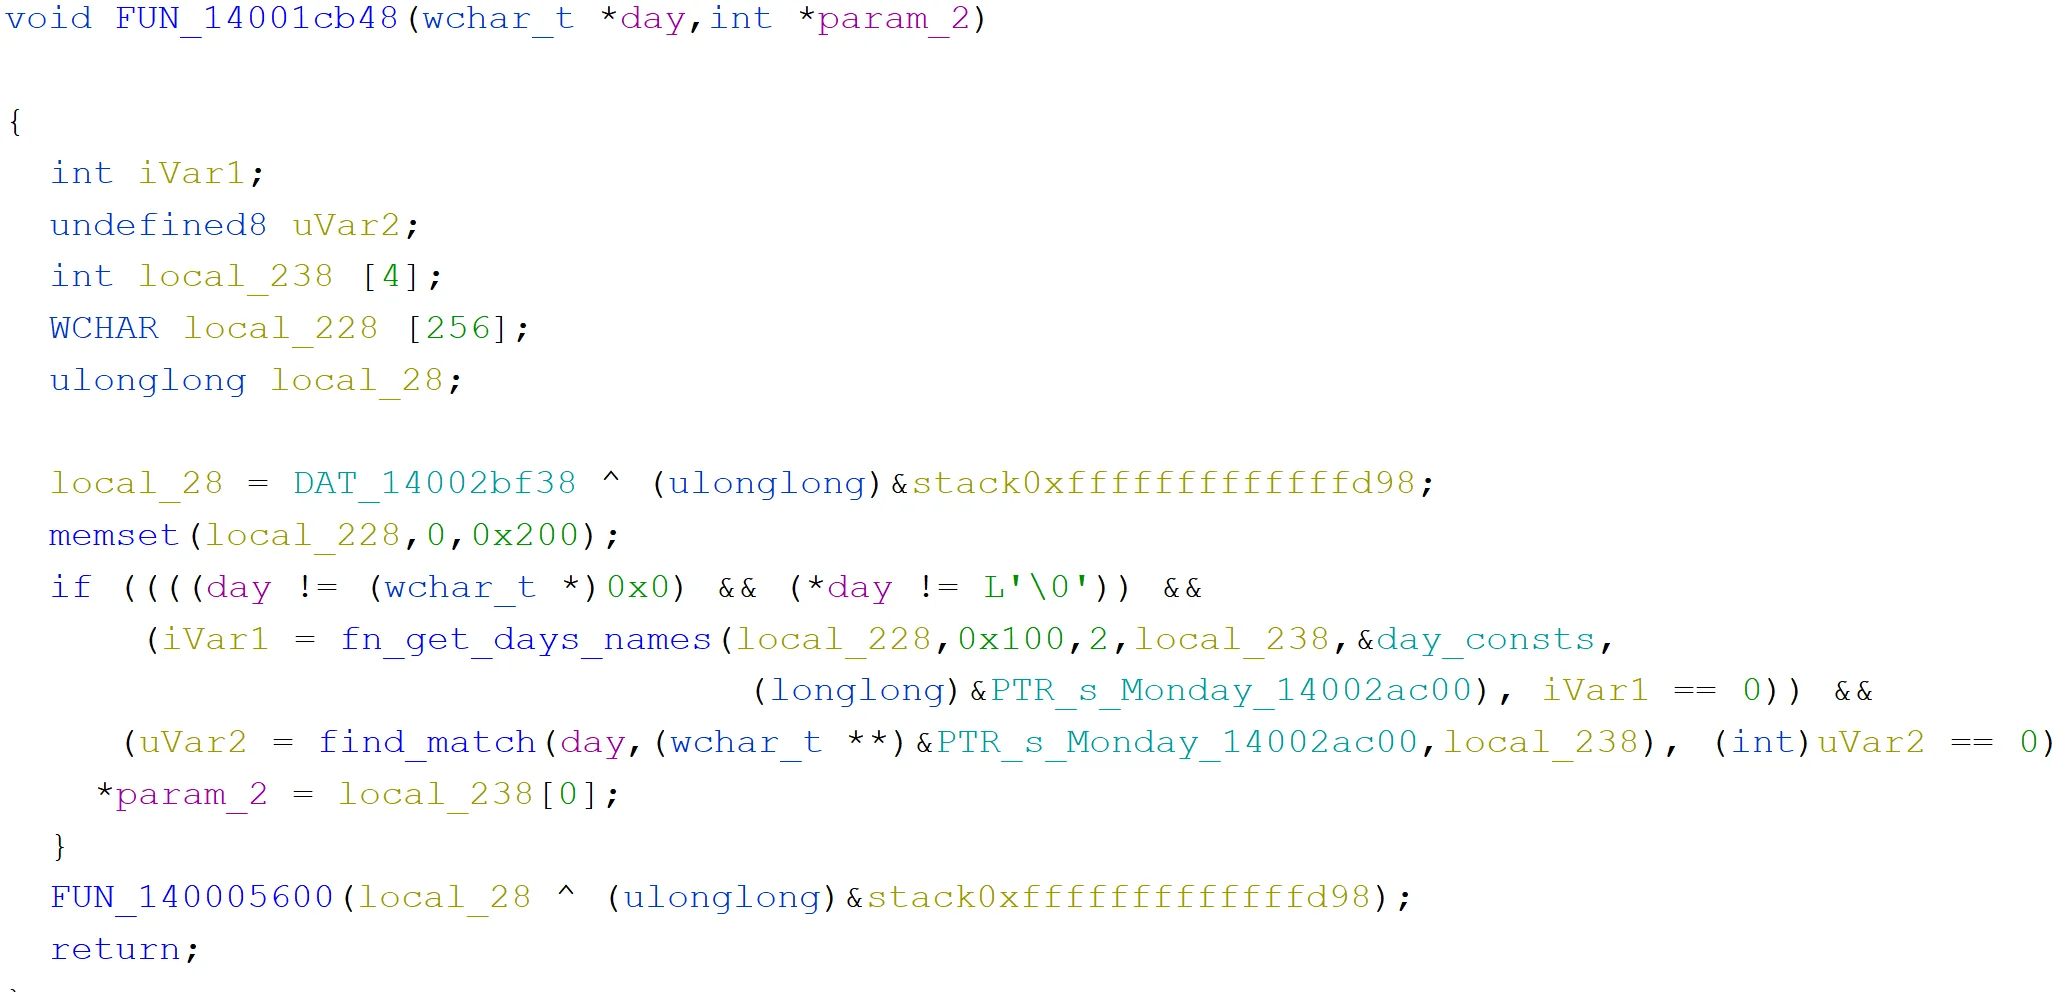 void FUN_14001cb48(wchar_t *day,int *param_2)
{
int iVar1;
undefined8 uVar2;
int local_238 [4];
WCHAR local_228 [256];
ulonglong local_28;
local_28 = DAT_14002bf38 ^ (ulonglong)&stack0xfffffffffffffd98;
memset(local_228,0,0x200);
if ((((day != (wchar_t *)0x0) && (*day != L'\0')) &&
(iVar1 = fn_get_days_names(local_228,0x100,2,local_238,&day_consts,
(longlong)&PTR_s_Monday_14002ac00), iVar1 == 0)) &&
(uVar2 = find_match(day,(wchar_t **)&PTR_s_Monday_14002ac00,local_238), (int)uVar2 == 0)
*param_2 = local_238[0];
}
FUN_140005600(local_28 ^ (ulonglong)&stack0xfffffffffffffd98);
return;